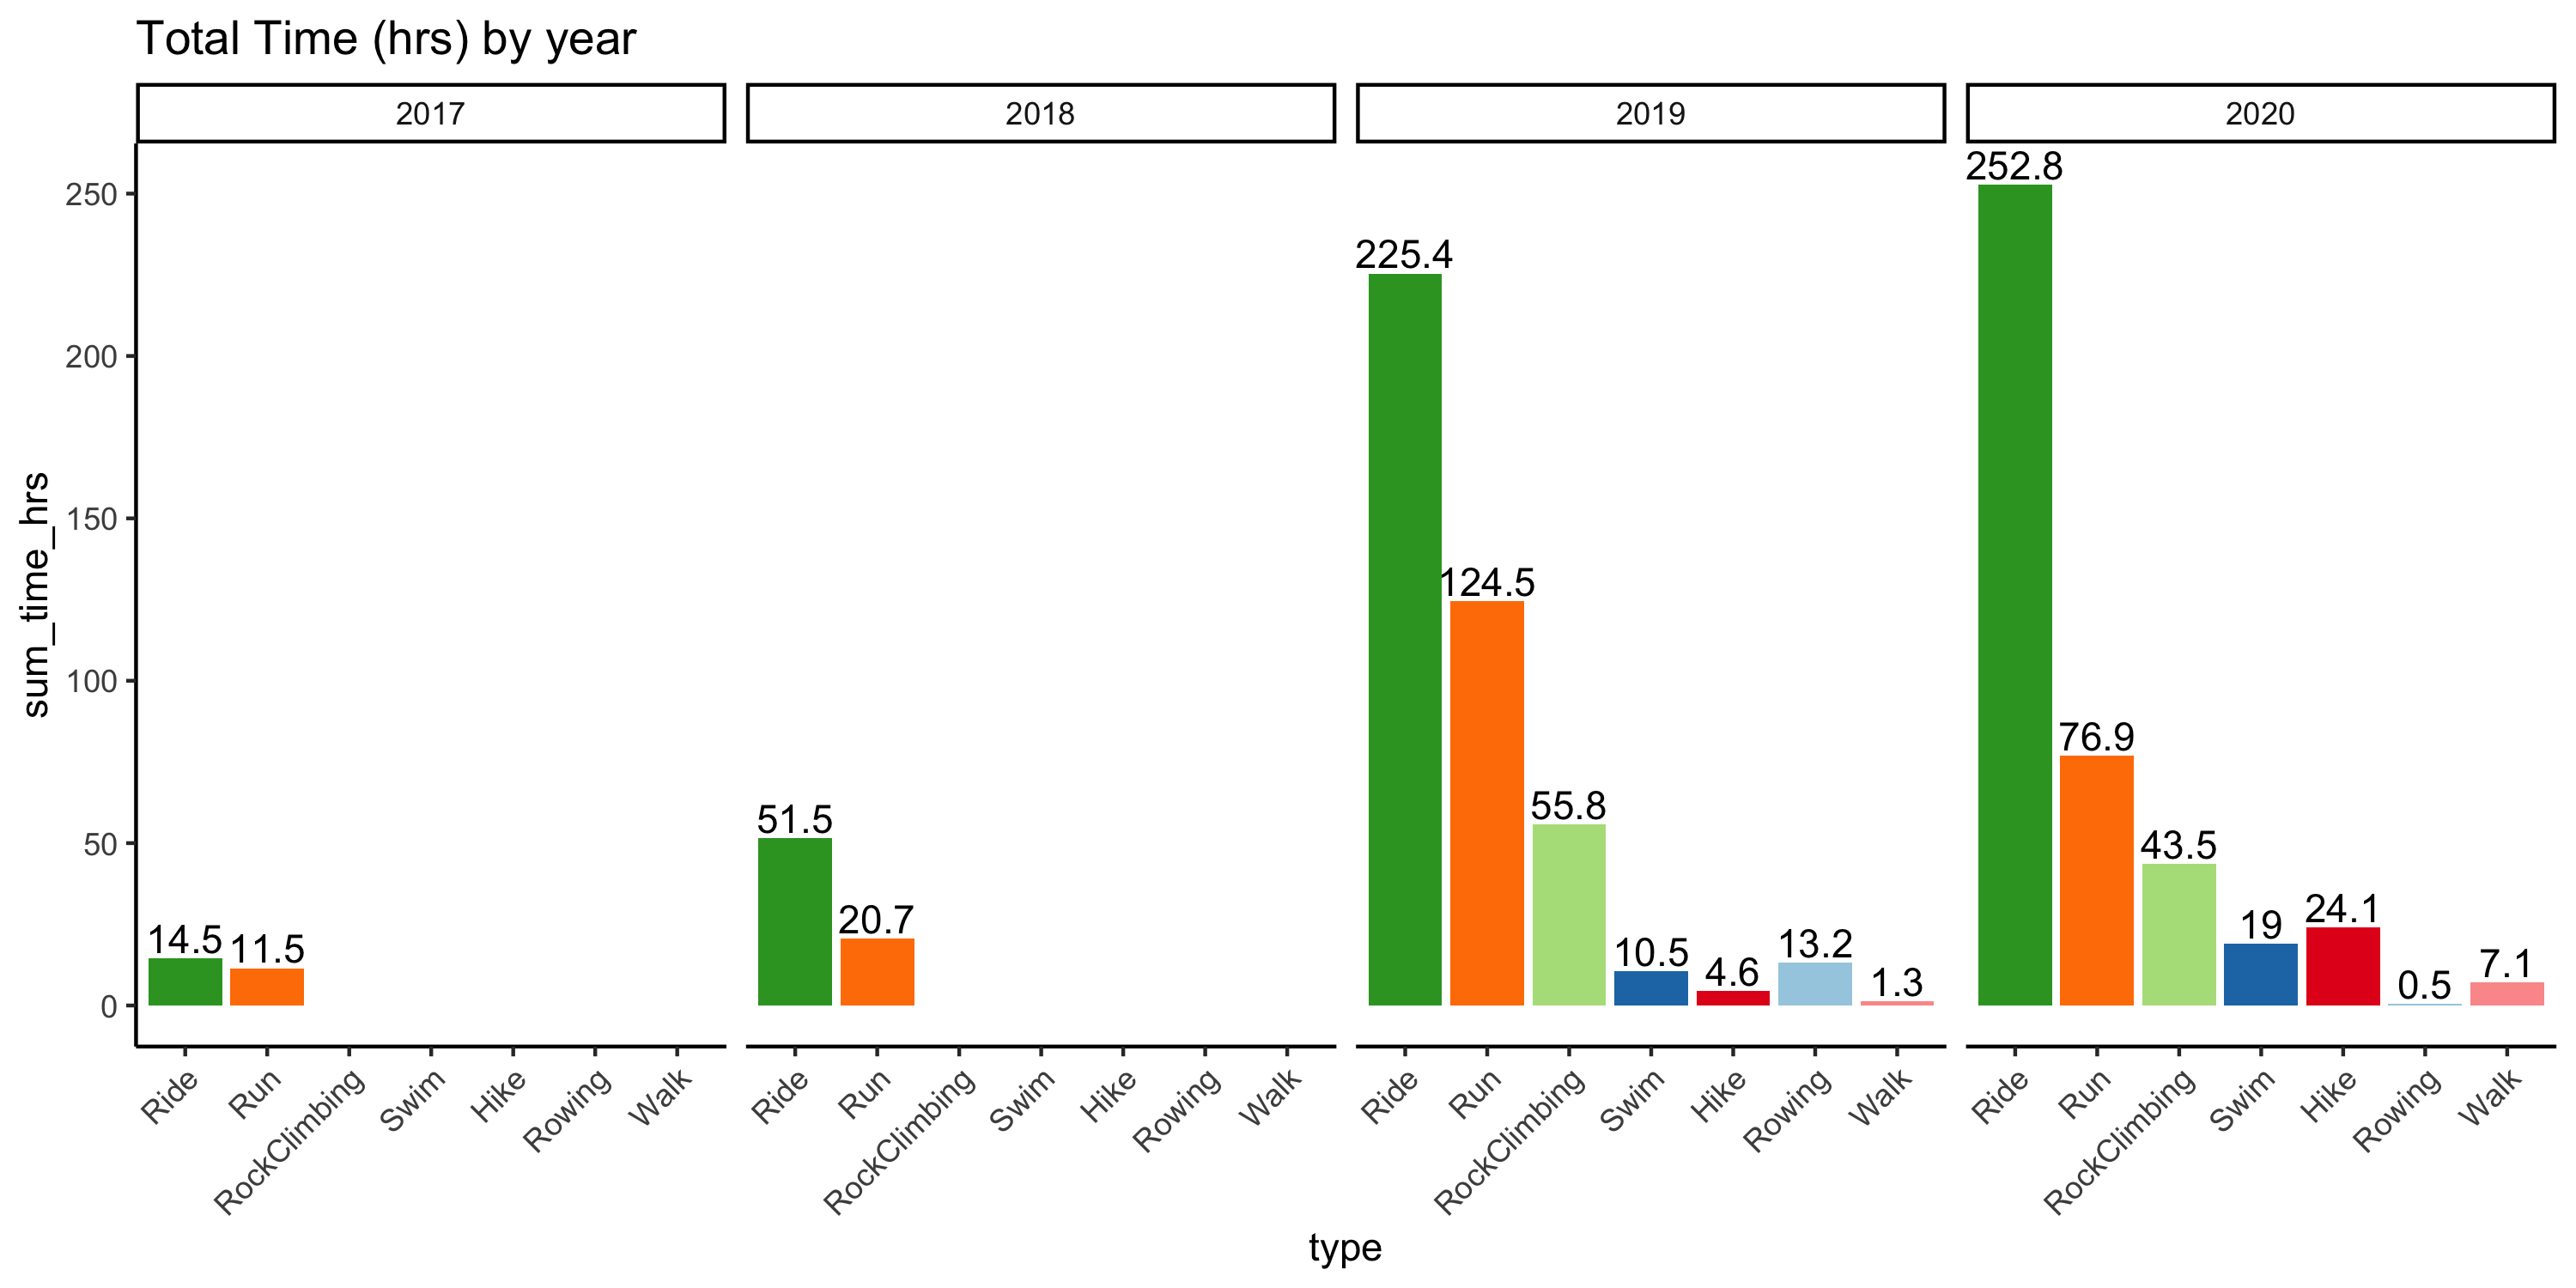 Total Time (hrs) by year
2017 2018 2019 2020
sum_time_hrs
250
200
150
100
50
0
14.5 11.5
51.5 20.7
225.4 124.5 55.8 10.5 4.6 13.2 1.3
252.8 76.9 43.5 19 24.1 0.5 7.1
Ride Run RockClimbing Swim Hike Rowing Walk
Ride Run RockClimbing Swim Hike Rowing Walk
Ride Run RockClimbing Swim Hike Rowing Walk
Ride Run RockClimbing Swim Hike Rowing Walk
type